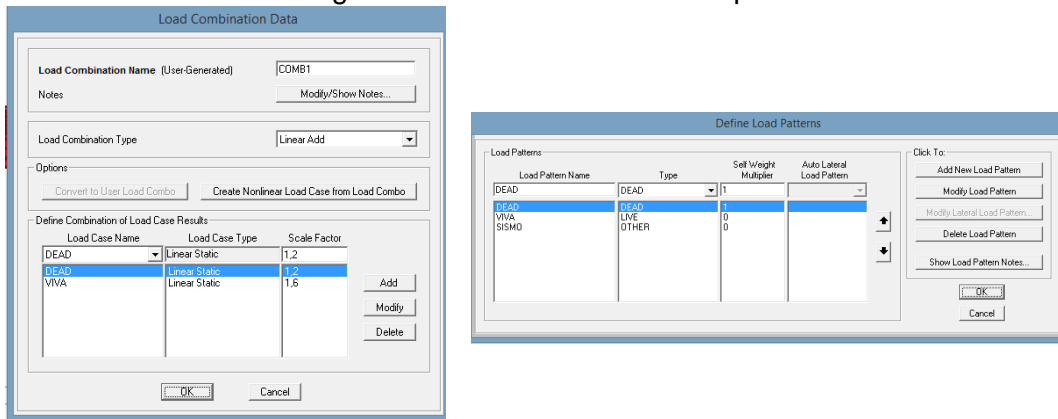 Load Combination Data
Load Combination Name (User-Generated) COMB1
Notes Modify/Show Notes...
Load Combination Type Linear Add
Options
Convert to User Load Combo Create Nonlinear Load Case from Load Combo
Define Combination of Load Case Results
Load Case Name Load Case Type Scale Factor
DEAD Linear Static 1,2
DEAD Linear Static 1,2
VIVA Linear Static 1,6
Add
Modify
Delete
OK Cancel
Define Load Patterns
Load Patterns
Load Pattern Name Type Self Weight Multiplier Auto Lateral Load Pattern
DEAD DEAD 1
DEAD DEAD 1
VIVA LIVE 0
SISMO OTHER 0
Click To:
Add New Load Pattern
Modify Load Pattern
Modify Lateral Load Pattern...
Delete Load Pattern
Show Load Pattern Notes...
OK
Cancel